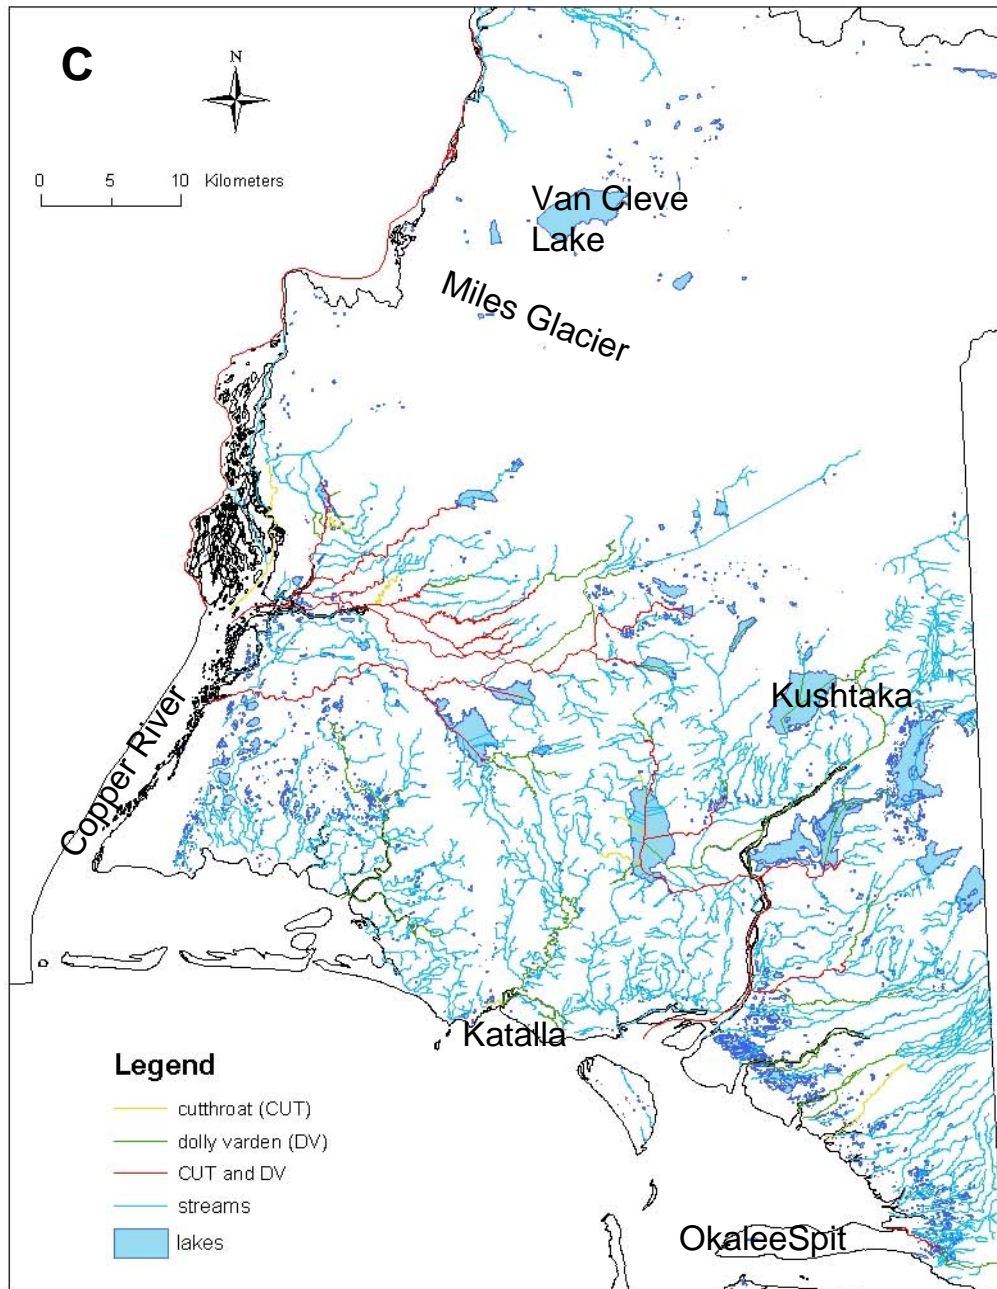 C
N
0 5 10 Kilometers
Van Cleve
Lake
Miles Glacier
Kushtaka
Copper River
Katalla
Legend
cutthroat (CUT)
dolly varden (DV)
CUT and DV
streams
lakes
OkaleeSpit